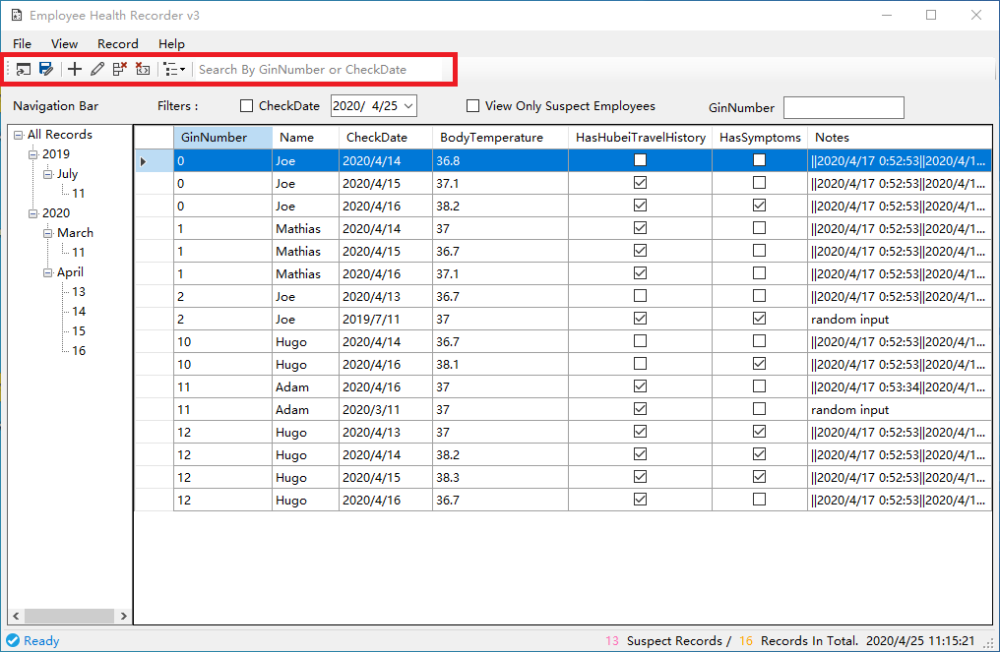 Employee Health Recorder v3
File View Record Help
Search By GinNumber or CheckDate
Navigation Bar Filters : CheckDate 2020/ 4/25 View Only Suspect Employees GinNumber
All Records
2019
July
11
2020
March
11
April
13
14
15
16
GinNumber Name CheckDate BodyTemperature HasHubeiTravelHistory HasSymptoms Notes
0 Joe 2020/4/14 36.8 ||2020/4/17 0:52:53||2020/4/1...
0 Joe 2020/4/15 37.1 ||2020/4/17 0:52:53||2020/4/1...
0 Joe 2020/4/16 38.2 ||2020/4/17 0:52:53||2020/4/1...
1 Mathias 2020/4/14 37 ||2020/4/17 0:52:53||2020/4/1...
1 Mathias 2020/4/15 36.7 ||2020/4/17 0:52:53||2020/4/1...
1 Mathias 2020/4/16 37.1 ||2020/4/17 0:52:53||2020/4/1...
2 Joe 2020/4/13 36.7 ||2020/4/17 0:52:53||2020/4/1...
2 Joe 2019/7/11 37 random input
10 Hugo 2020/4/14 36.7 ||2020/4/17 0:52:53||2020/4/1...
10 Hugo 2020/4/16 38.1 ||2020/4/17 0:52:53||2020/4/1...
11 Adam 2020/4/16 37 ||2020/4/17 0:53:34||2020/4/1...
11 Adam 2020/3/11 37 random input
12 Hugo 2020/4/13 37 ||2020/4/17 0:52:53||2020/4/1...
12 Hugo 2020/4/14 38.2 ||2020/4/17 0:52:53||2020/4/1...
12 Hugo 2020/4/15 38.3 ||2020/4/17 0:52:53||2020/4/1...
12 Hugo 2020/4/16 36.7 ||2020/4/17 0:52:53||2020/4/1...
Ready 13 Suspect Records / 16 Records In Total. 2020/4/25 11:15:21